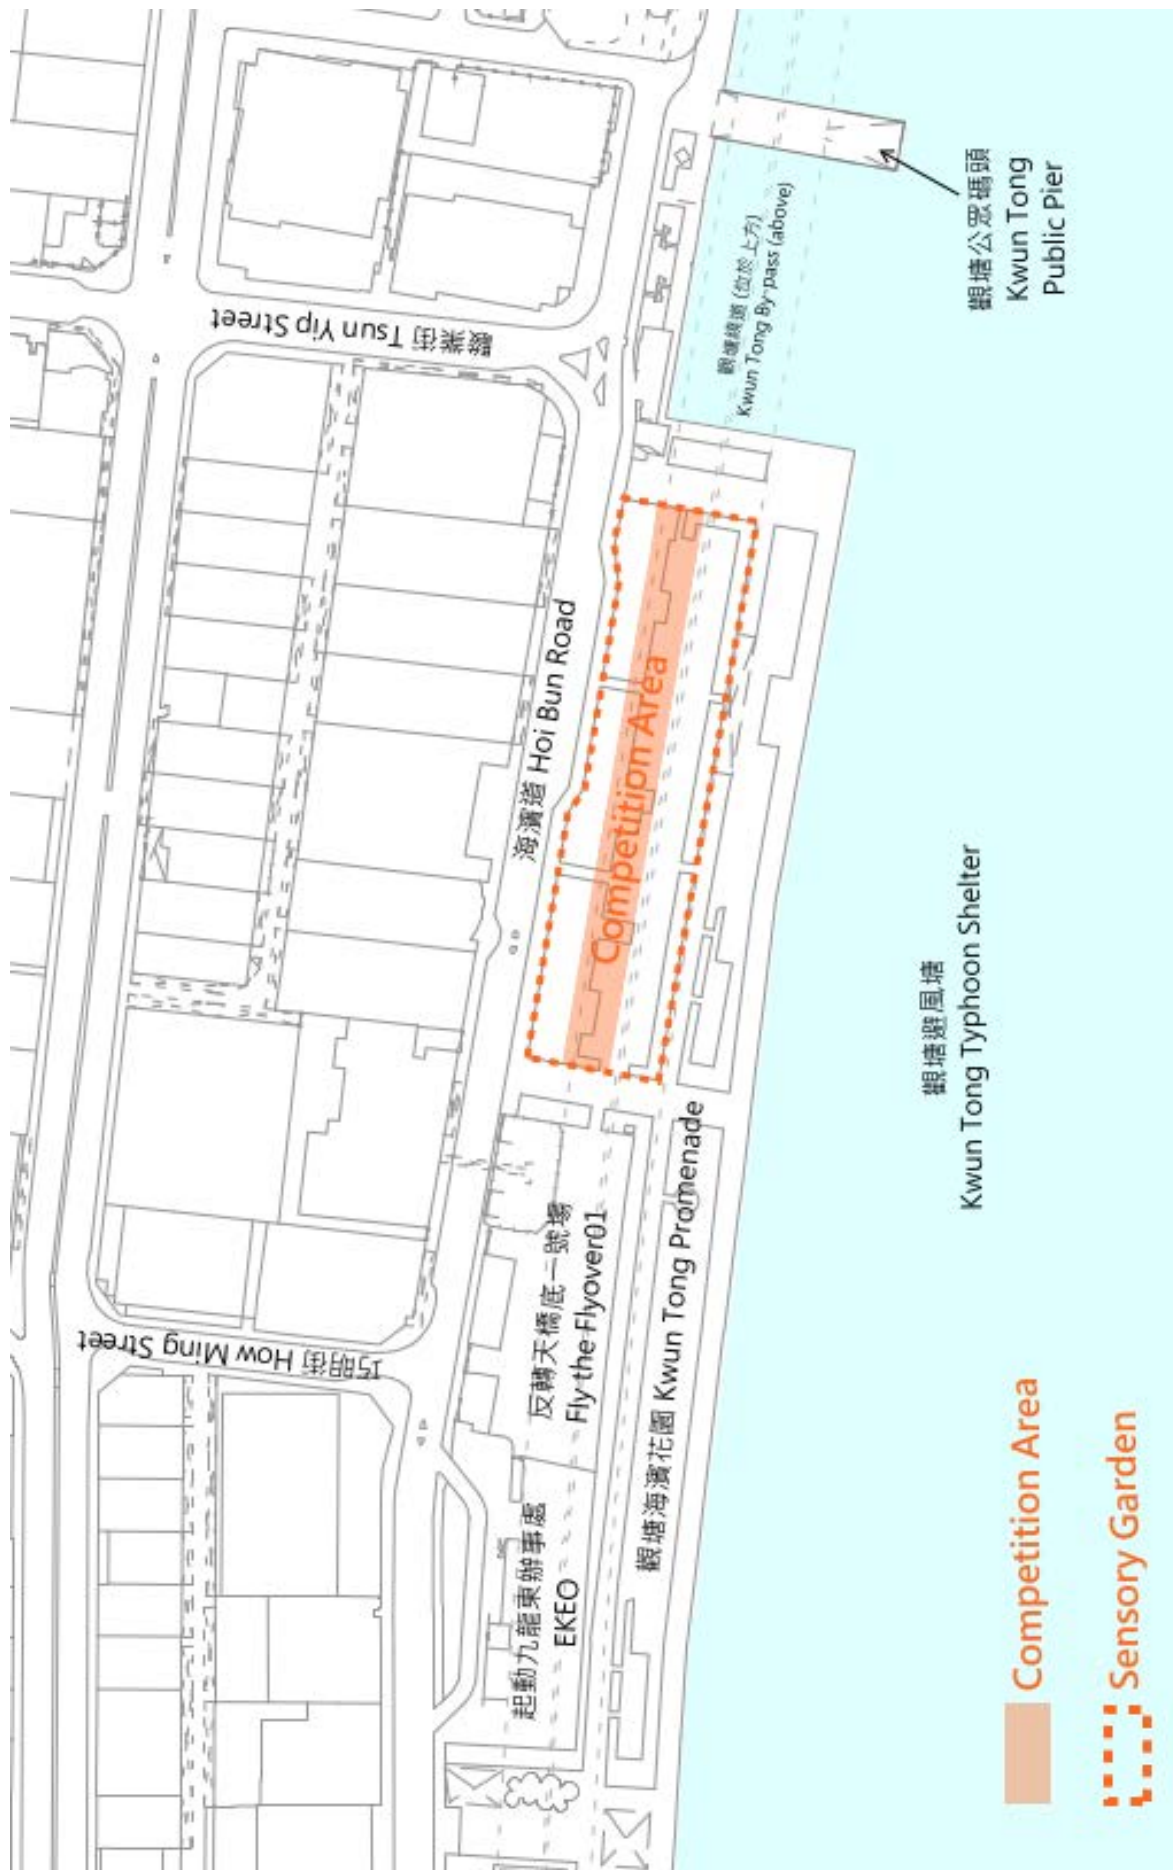 巧明街 How Ming Street
駿業街 Tsun Yip Street
海濱道 Hoi Bun Road
起動九龍東辦事處
EKEO
反轉天橋底一號場
Fly the Flyover01
Competition Area
觀塘海濱花園 Kwun Tong Promenade
觀塘繞道 (位於上方)
Kwun Tong By-pass (above)
觀塘避風塘
Kwun Tong Typhoon Shelter
觀塘公眾碼頭
Kwun Tong
Public Pier
Competition Area
Sensory Garden